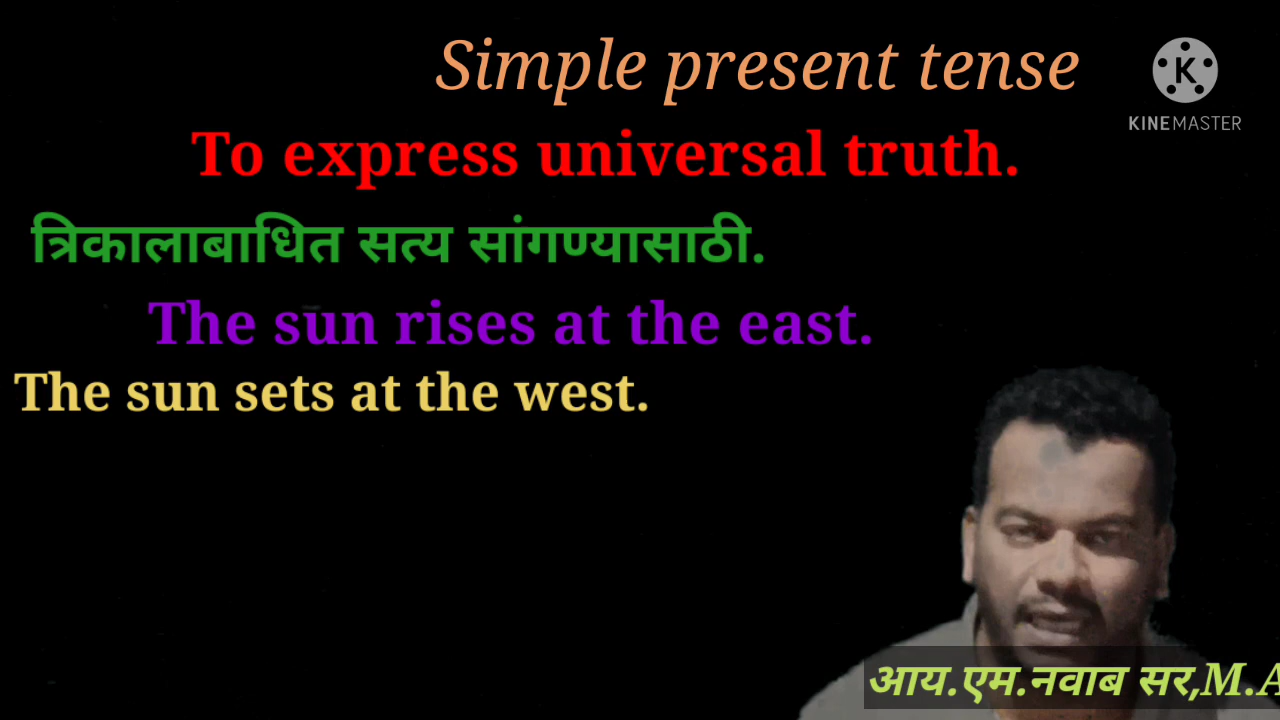 Simple present tense
KINEMASTER
To express universal truth.
त्रिकालाबाधित सत्य सांगण्यासाठी.
The sun rises at the east.
The sun sets at the west.
आय.एम.नवाब सर,M.A